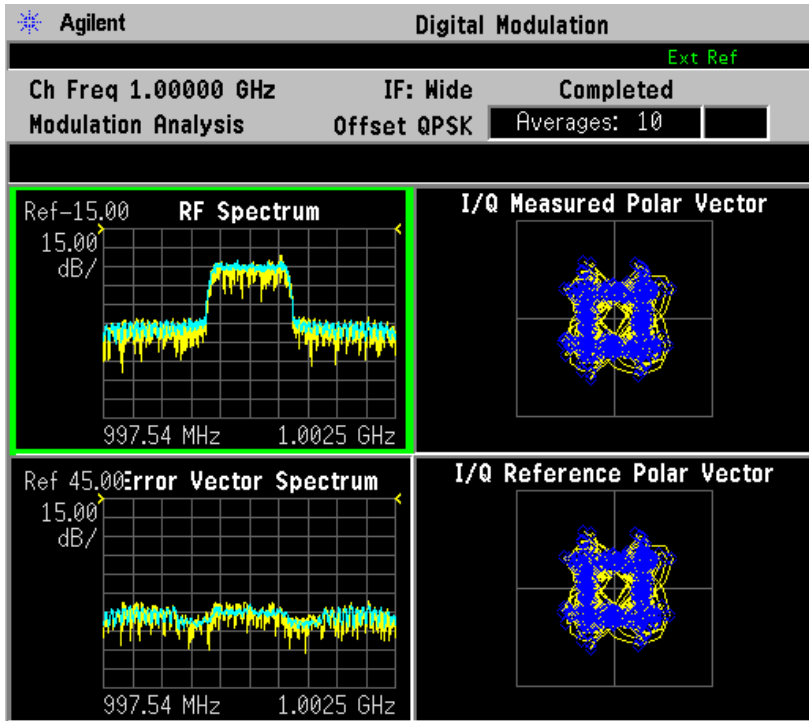 Agilent Digital Modulation
Ext Ref
Ch Freq 1.00000 GHz IF: Wide Completed
Modulation Analysis Offset QPSK Averages: 10
Ref-15.00 RF Spectrum
15.00
dB/
997.54 MHz 1.0025 GHz
I/Q Measured Polar Vector
Ref 45.00 Error Vector Spectrum
15.00
dB/
997.54 MHz 1.0025 GHz
I/Q Reference Polar Vector